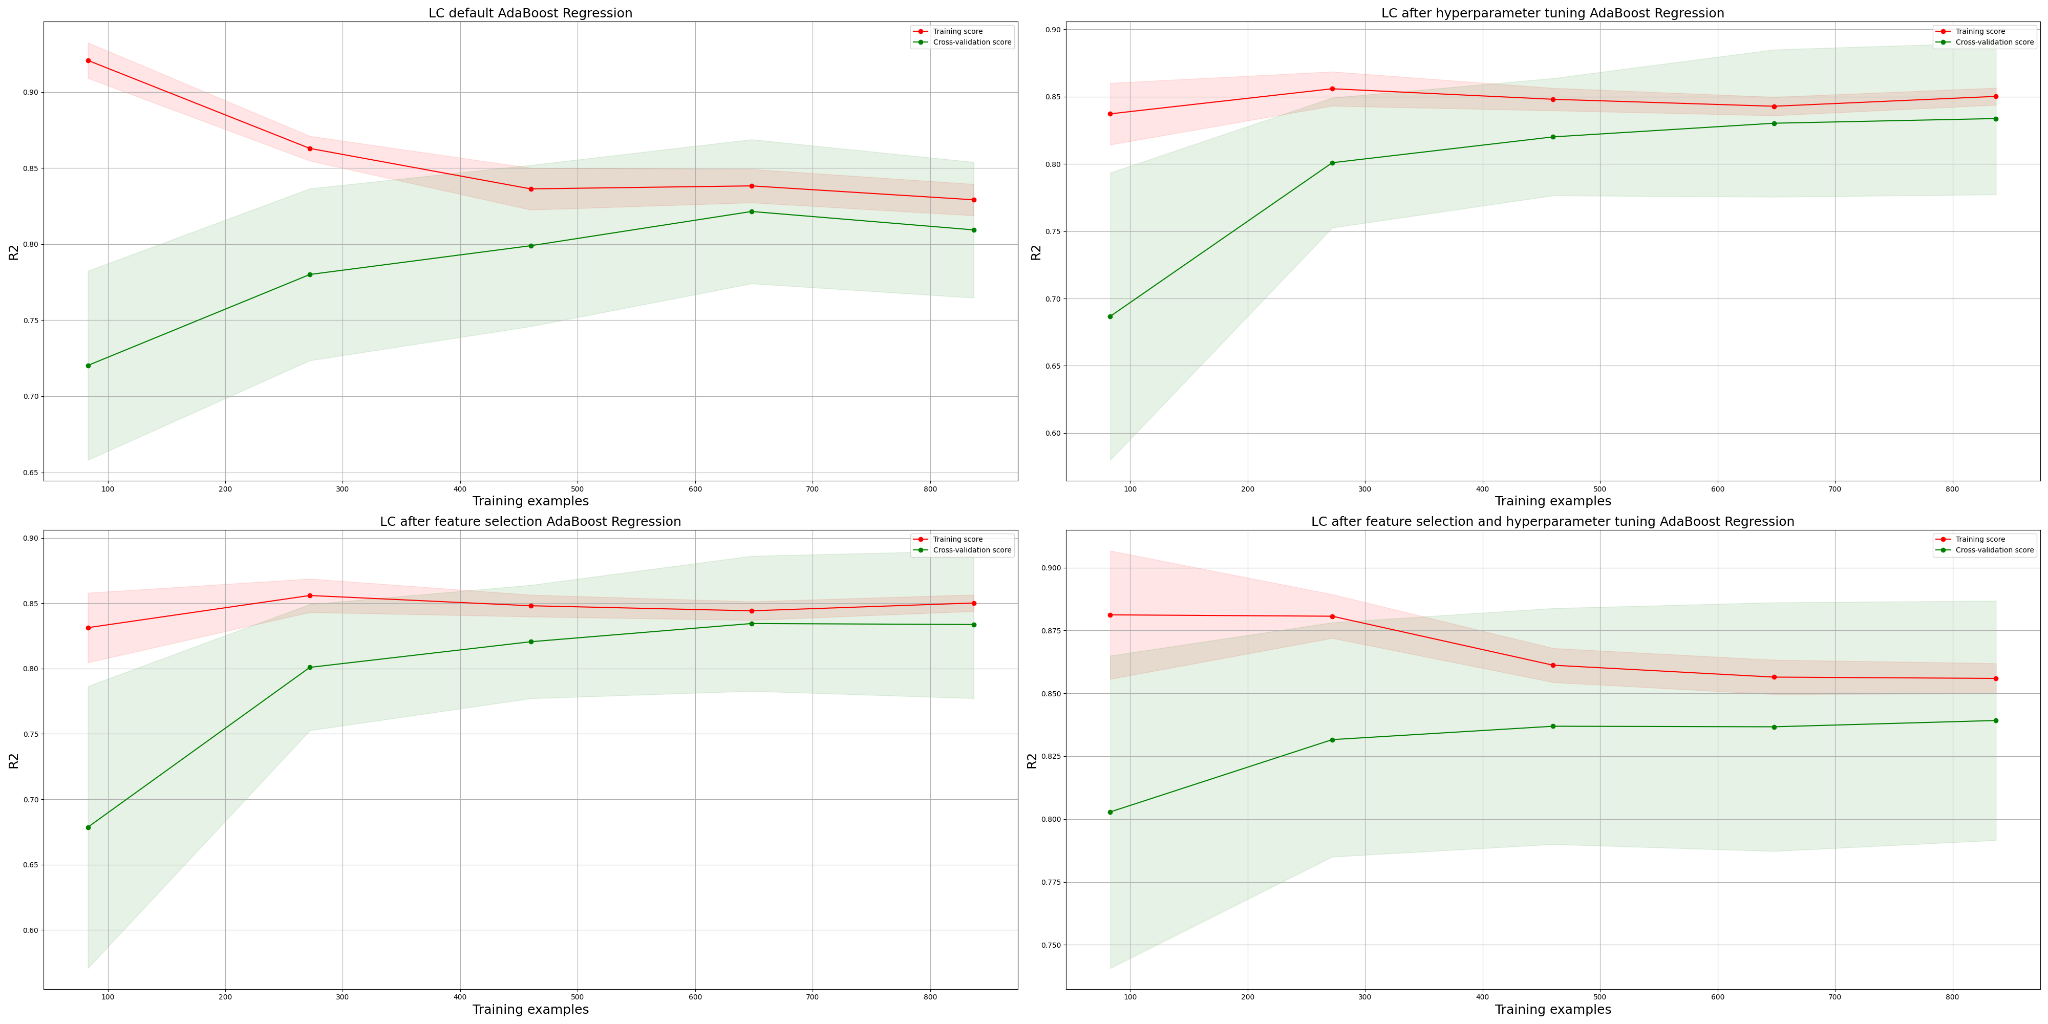 LC default AdaBoost Regression
Training score
Cross-validation score
0.90
0.85
0.80
0.75
0.70
0.65
R2
100 200 300 400 500 600 700 800
Training examples
LC after hyperparameter tuning AdaBoost Regression
Training score
Cross-validation score
0.90
0.85
0.80
0.75
0.70
0.65
0.60
R2
100 200 300 400 500 600 700 800
Training examples
LC after feature selection AdaBoost Regression
Training score
Cross-validation score
0.90
0.85
0.80
0.75
0.70
0.65
0.60
R2
100 200 300 400 500 600 700 800
Training examples
LC after feature selection and hyperparameter tuning AdaBoost Regression
Training score
Cross-validation score
0.900
0.875
0.850
0.825
0.800
0.775
0.750
R2
100 200 300 400 500 600 700 800
Training examples